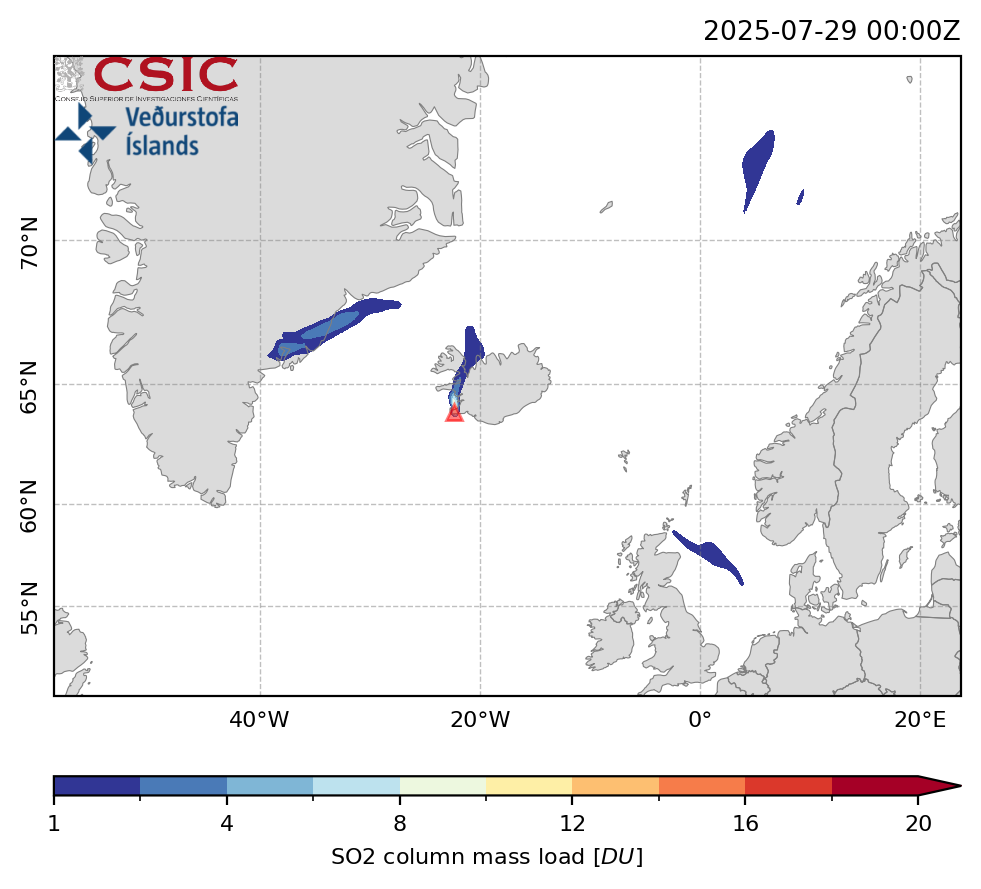 2025-07-29 00:00Z
CSIC
CONSEJO SUPERIOR DE INVESTIGACIONES CIENTÍFICAS
Veðurstofa
Íslands
70°N
65°N
60°N
55°N
40°W 20°W 0° 20°E
1 4 8 12 16 20
SO2 column mass load [DU]